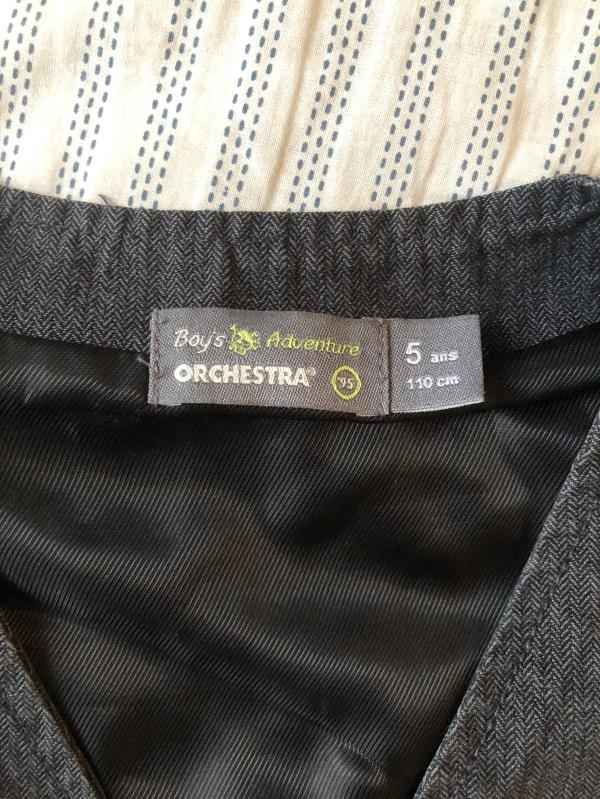 Boy's Adventure
ORCHESTRA® '95
5 ans
110 cm